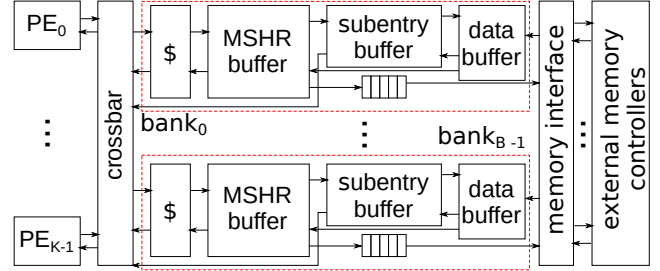 PE0
crossbar
$
MSHR
buffer
subentry
buffer
data
buffer
memory interface
external memory
controllers
bank0
bankB-1
PEK-1
$
MSHR
buffer
subentry
buffer
data
buffer